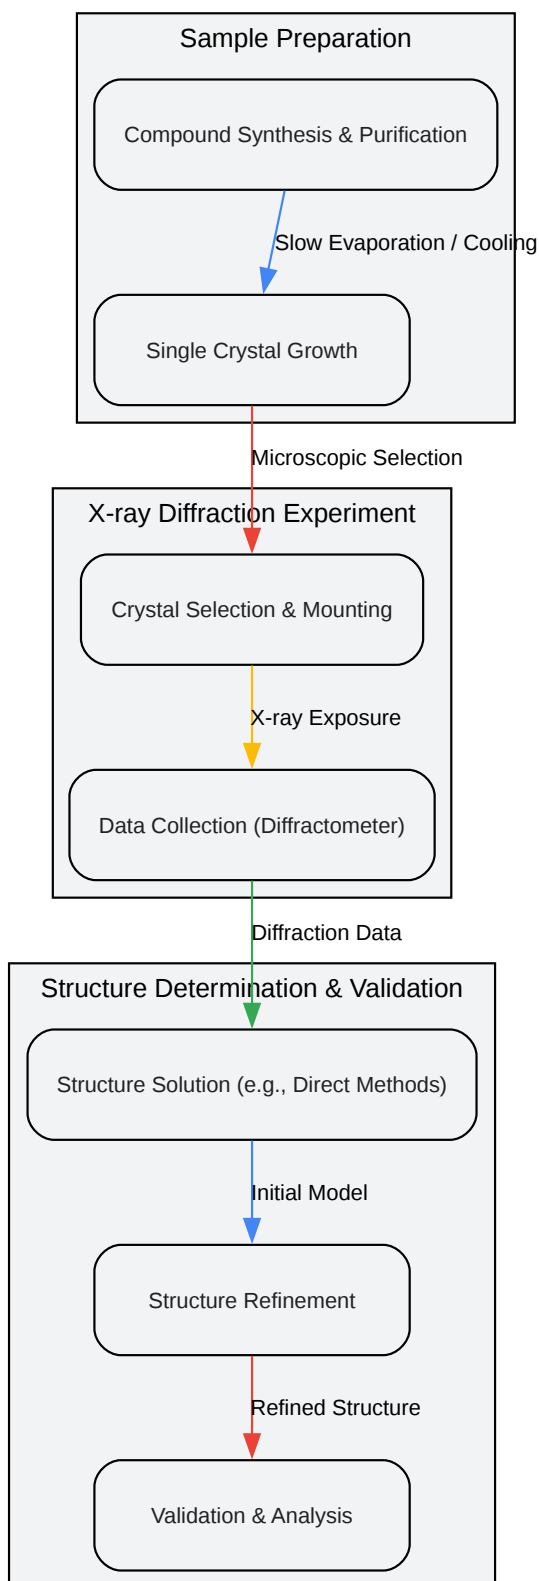 Sample Preparation
Compound Synthesis & Purification
Slow Evaporation / Cooling
Single Crystal Growth
Microscopic Selection
X-ray Diffraction Experiment
Crystal Selection & Mounting
X-ray Exposure
Data Collection (Diffractometer)
Diffraction Data
Structure Determination & Validation
Structure Solution (e.g., Direct Methods)
Initial Model
Structure Refinement
Refined Structure
Validation & Analysis